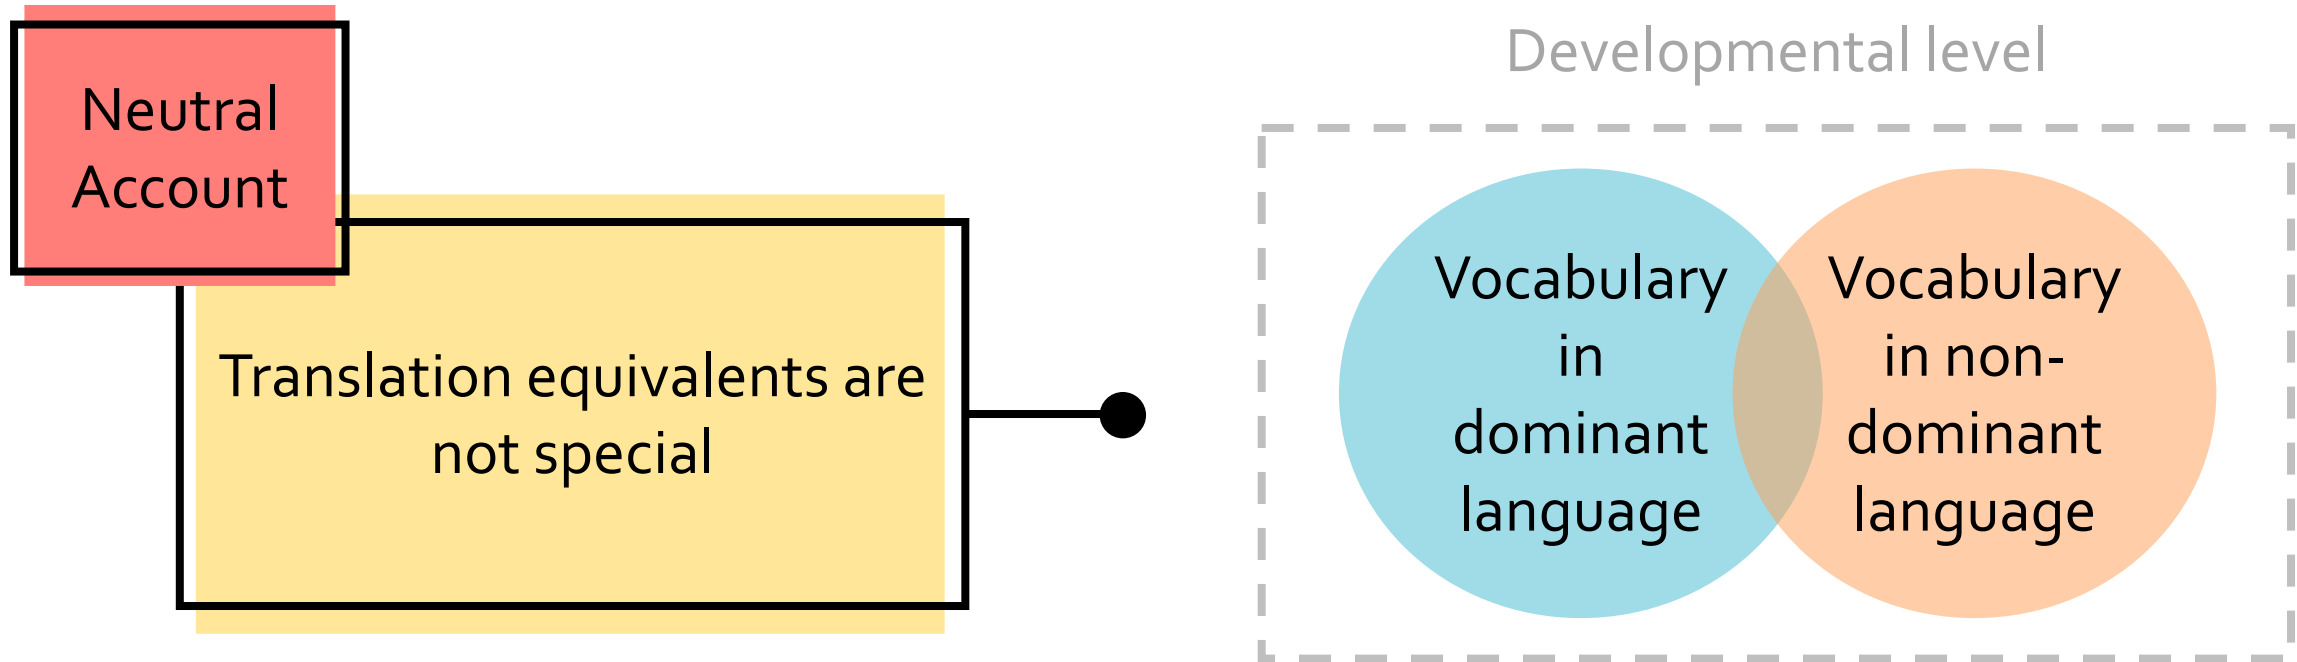 Neutral
Account
Translation equivalents are
not special
Developmental level
Vocabulary
in
dominant
language
Vocabulary
in non-
dominant
language